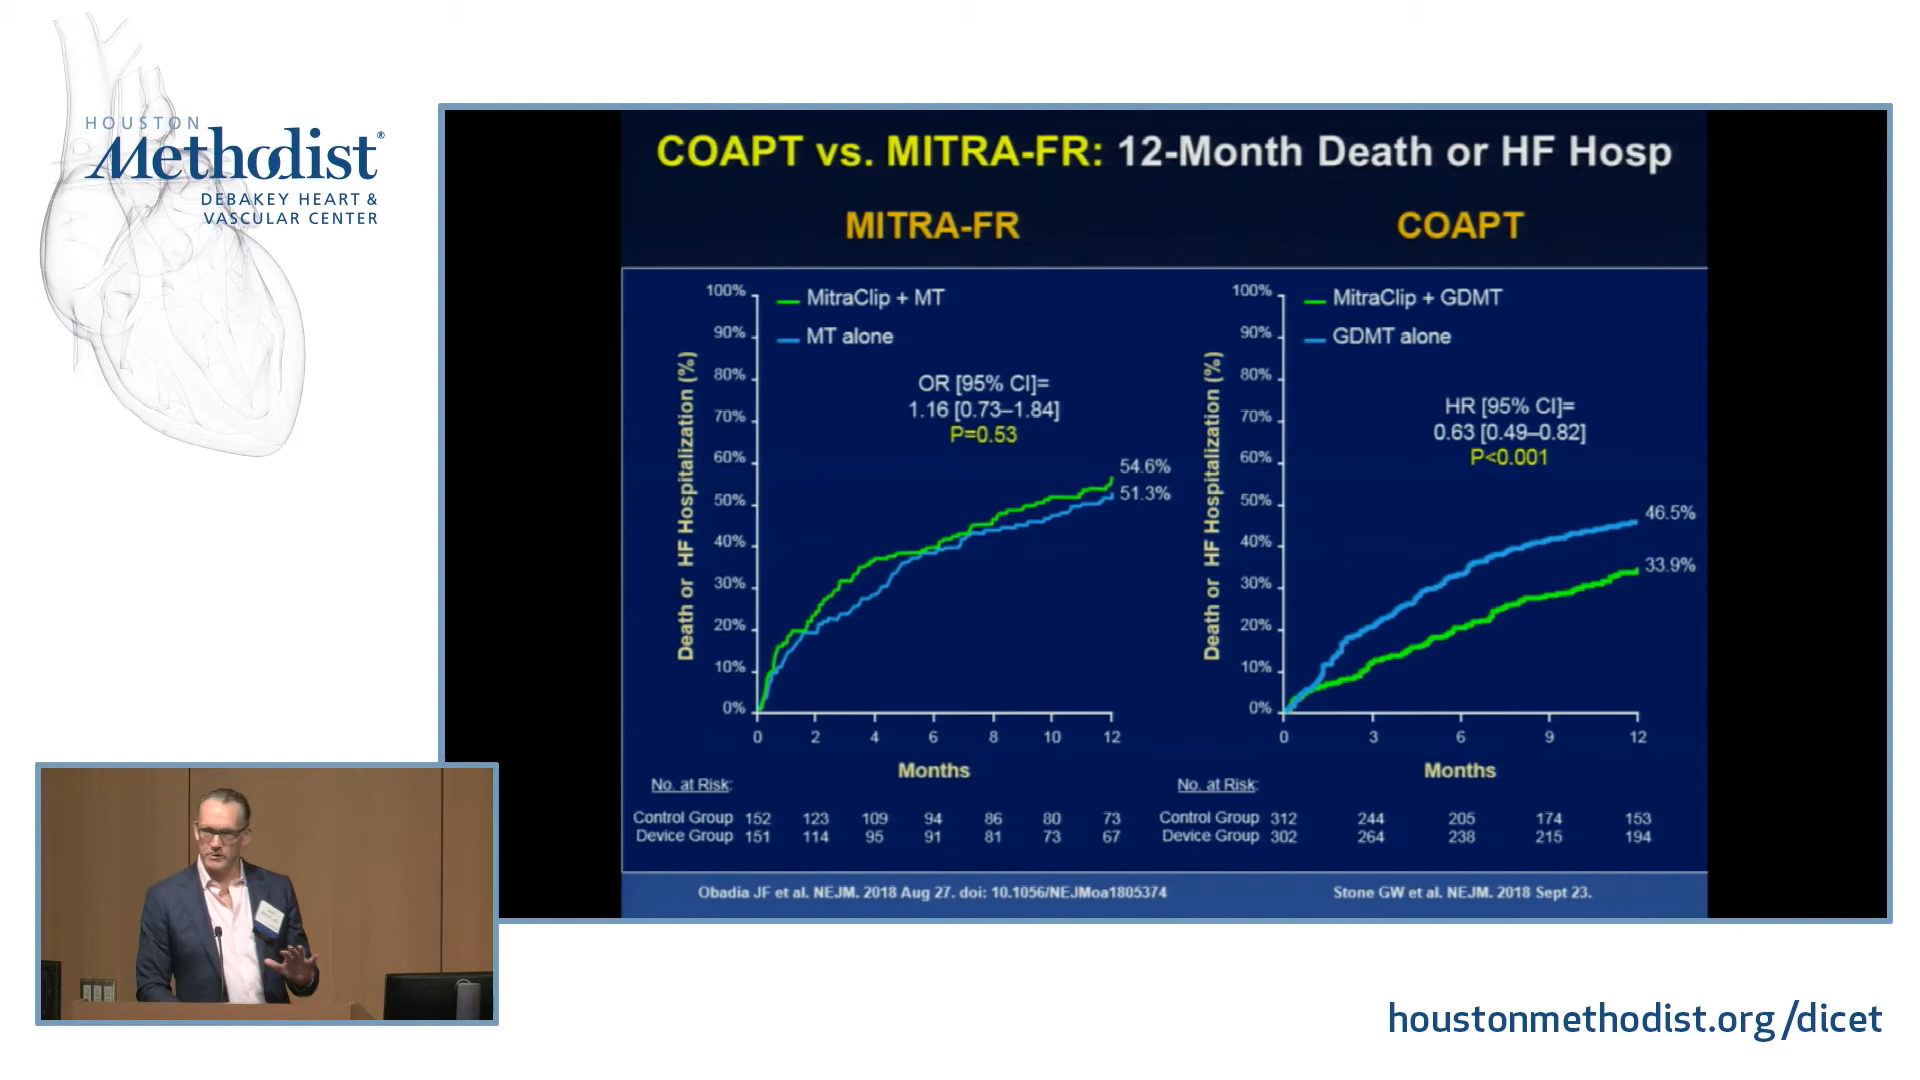 HOUSTON
Methodist®
DEBAKEY HEART &
VASCULAR CENTER
COAPT vs. MITRA-FR: 12-Month Death or HF Hosp
MITRA-FR
COAPT
MitraClip + MT
MT alone
OR [95% CI]=
1.16 [0.73–1.84]
P=0.53
54.6%
51.3%
Death or HF Hospitalization (%)
100%
90%
80%
70%
60%
50%
40%
30%
20%
10%
0%
0 2 4 6 8 10 12
Months
No. at Risk:
Control Group 152 123 109 94 86 80 73
Device Group 151 114 95 91 81 73 67
MitraClip + GDMT
GDMT alone
HR [95% CI]=
0.63 [0.49–0.82]
P<0.001
46.5%
33.9%
Death or HF Hospitalization (%)
100%
90%
80%
70%
60%
50%
40%
30%
20%
10%
0%
0 3 6 9 12
Months
No. at Risk:
Control Group 312 244 205 174 153
Device Group 302 264 238 215 194
Obadia JF et al. NEJM. 2018 Aug 27. doi: 10.1056/NEJMoa1805374
Stone GW et al. NEJM. 2018 Sept 23.
houstonmethodist.org/dicet